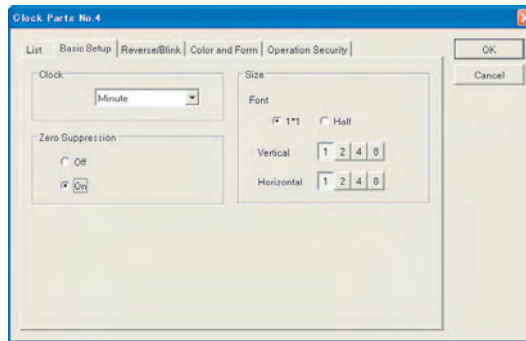 Clock Parts No.4
List Basic Setup Reverse/Blink Color and Form Operation Security
OK
Cancel
Clock
Minute
Zero Suppression
Off
On
Size
Font
1*1 Half
Vertical 1 2 4 8
Horizontal 1 2 4 8